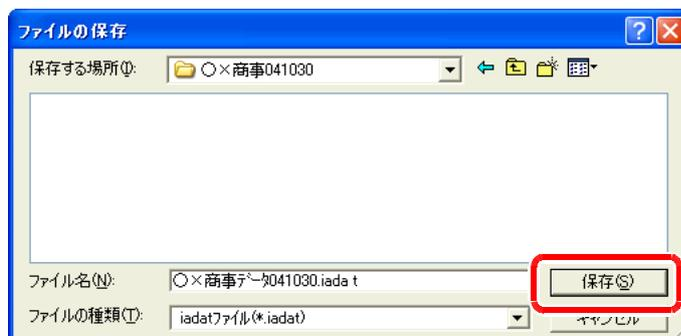 ファイルの保存
保存する場所(I):
〇×商事041030
ファイル名(N):
〇×商事データ041030.iada t
保存(S)
ファイルの種類(T):
iadatファイル(*.iadat)
キャンセル